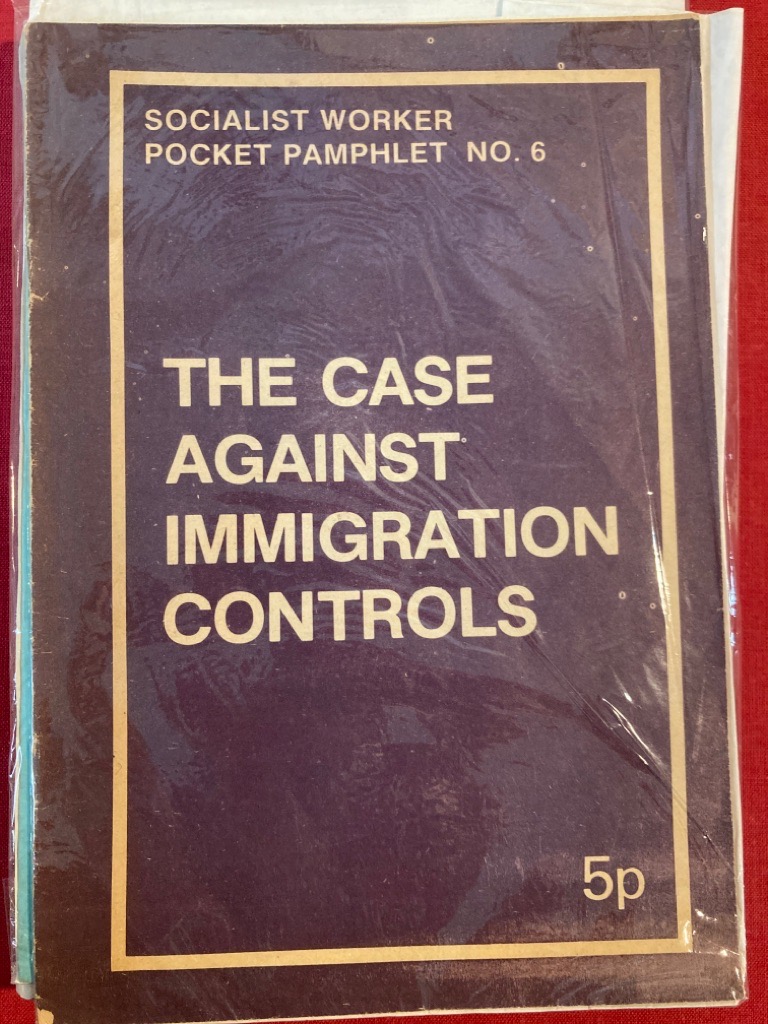 SOCIALIST WORKER
POCKET PAMPHLET NO. 6
THE CASE
AGAINST
IMMIGRATION
CONTROLS
5p